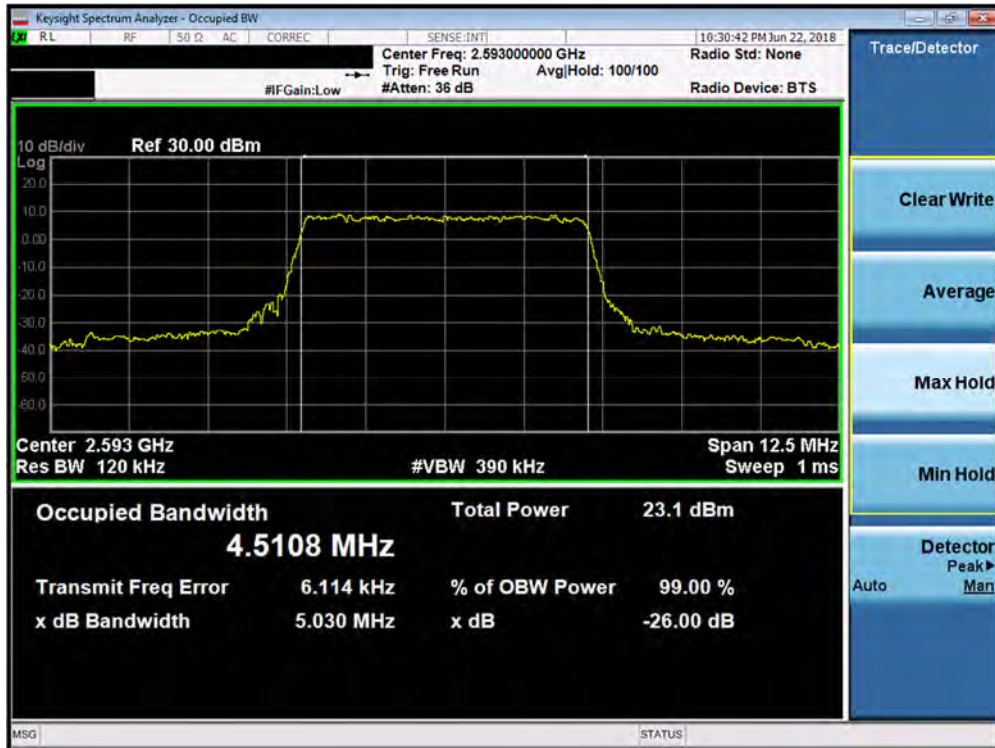 Keysight Spectrum Analyzer - Occupied BW
LXI RL RF 50 Ω AC CORREC SENSE:INT 10:30:42 PM Jun 22, 2018
Center Freq: 2.593000000 GHz Radio Std: None
Trig: Free Run Avg|Hold: 100/100
#IFGain:Low #Atten: 36 dB Radio Device: BTS
Trace/Detector
10 dB/div Ref 30.00 dBm
Log
20.0
10.0
0.00
-10.0
-20.0
-30.0
-40.0
-50.0
-60.0
Center 2.593 GHz Span 12.5 MHz
Res BW 120 kHz #VBW 390 kHz Sweep 1 ms
Occupied Bandwidth Total Power 23.1 dBm
4.5108 MHz
Transmit Freq Error 6.114 kHz % of OBW Power 99.00 %
x dB Bandwidth 5.030 MHz x dB -26.00 dB
Clear Write
Average
Max Hold
Min Hold
Detector
Peak▶
Auto Man
MSG STATUS